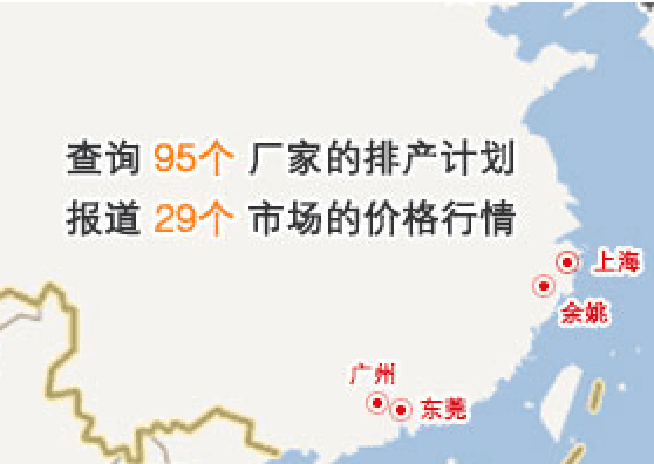 查询 95个 厂家的排产计划
报道 29个 市场的价格行情
上海
余姚
广州
东莞